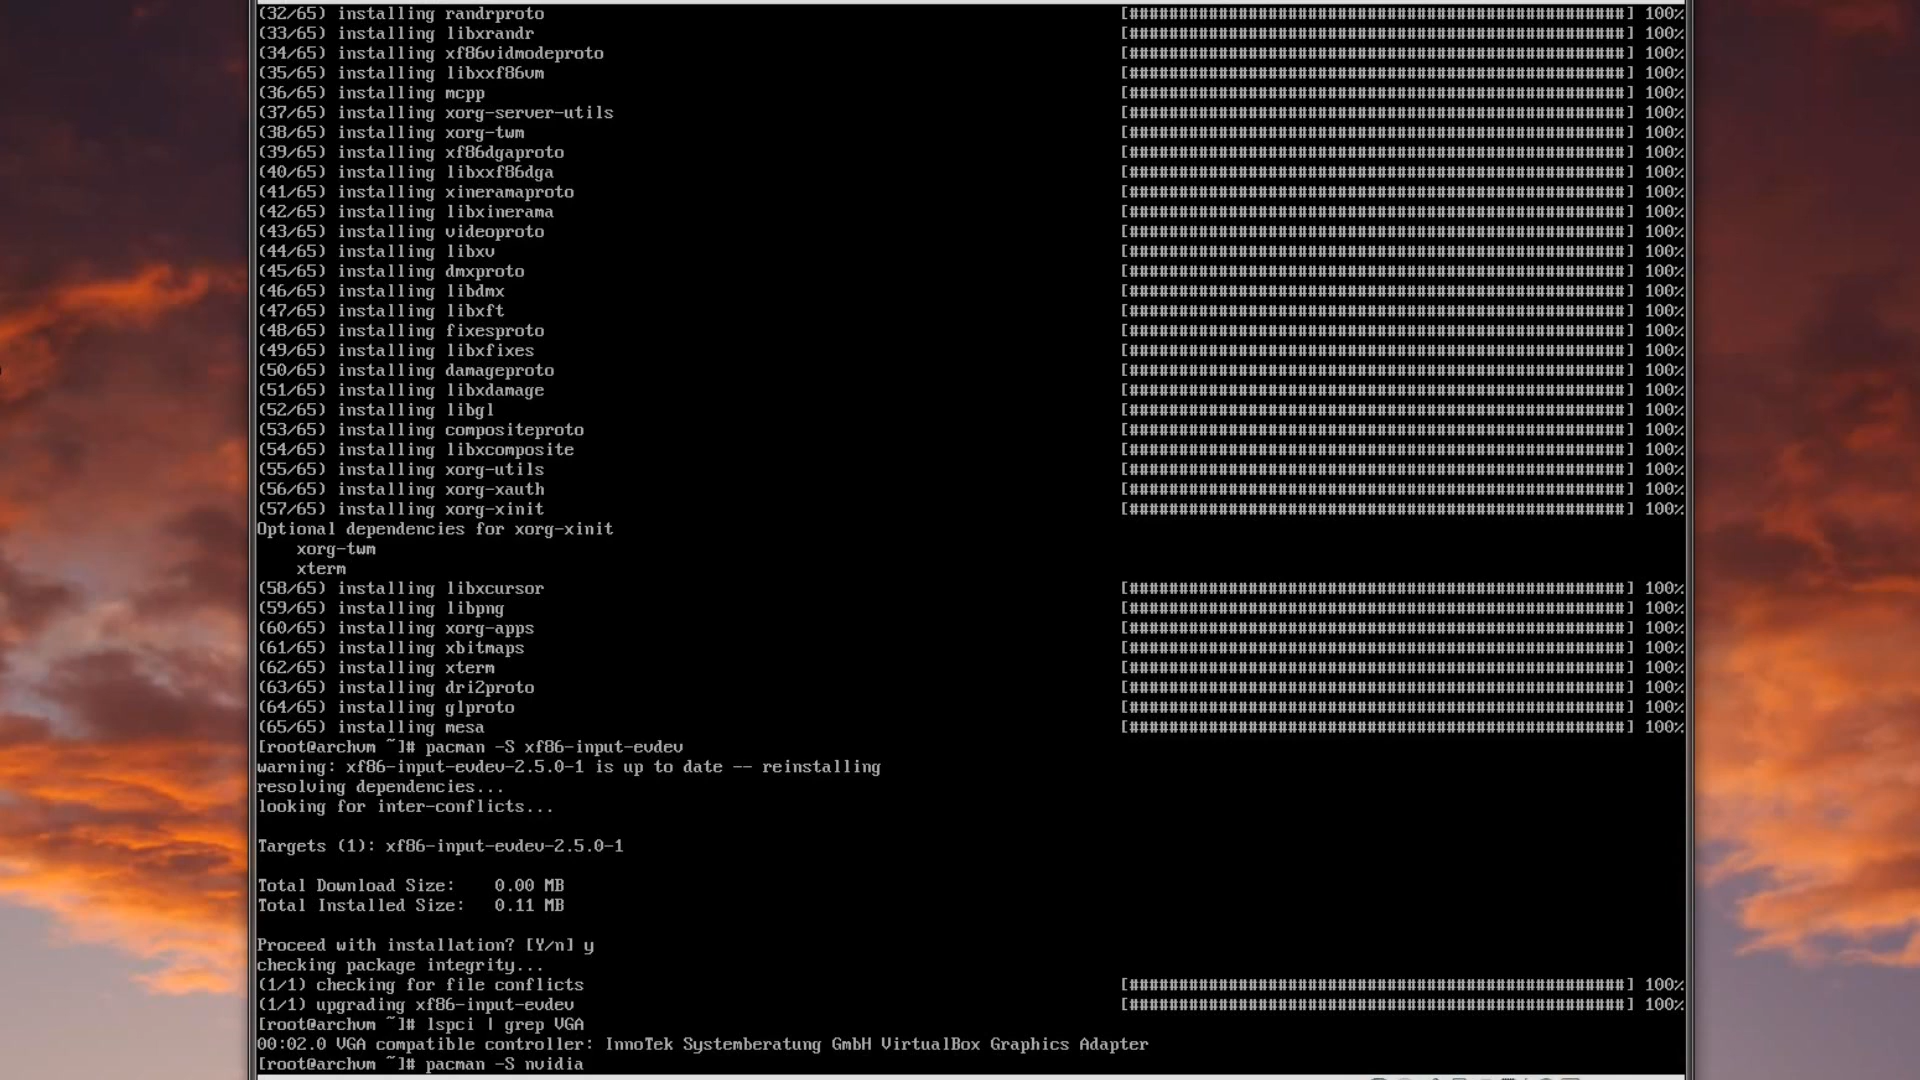 (32/65) installing randrproto [##################################################] 100%
(33/65) installing libxrandr [##################################################] 100%
(34/65) installing xf86vidmodeproto [##################################################] 100%
(35/65) installing libxxf86vm [##################################################] 100%
(36/65) installing mcpp [##################################################] 100%
(37/65) installing xorg-server-utils [##################################################] 100%
(38/65) installing xorg-twm [##################################################] 100%
(39/65) installing xf86dgaproto [##################################################] 100%
(40/65) installing libxxf86dga [##################################################] 100%
(41/65) installing xineramaproto [##################################################] 100%
(42/65) installing libxinerama [##################################################] 100%
(43/65) installing videoproto [##################################################] 100%
(44/65) installing libxv [##################################################] 100%
(45/65) installing dmxproto [##################################################] 100%
(46/65) installing libdmx [##################################################] 100%
(47/65) installing libxft [##################################################] 100%
(48/65) installing fixesproto [##################################################] 100%
(49/65) installing libxfixes [##################################################] 100%
(50/65) installing damageproto [##################################################] 100%
(51/65) installing libxdamage [##################################################] 100%
(52/65) installing libgl [##################################################] 100%
(53/65) installing compositeproto [##################################################] 100%
(54/65) installing libxcomposite [##################################################] 100%
(55/65) installing xorg-utils [##################################################] 100%
(56/65) installing xorg-xauth [##################################################] 100%
(57/65) installing xorg-xinit [##################################################] 100%
Optional dependencies for xorg-xinit
xorg-twm
xterm
(58/65) installing libxcursor [##################################################] 100%
(59/65) installing libpng [##################################################] 100%
(60/65) installing xorg-apps [##################################################] 100%
(61/65) installing xbitmaps [##################################################] 100%
(62/65) installing xterm [##################################################] 100%
(63/65) installing dri2proto [##################################################] 100%
(64/65) installing glproto [##################################################] 100%
(65/65) installing mesa [##################################################] 100%
[root@archvm ~]# pacman -S xf86-input-evdev
warning: xf86-input-evdev-2.5.0-1 is up to date -- reinstalling
resolving dependencies...
looking for inter-conflicts...
Targets (1): xf86-input-evdev-2.5.0-1
Total Download Size: 0.00 MB
Total Installed Size: 0.11 MB
Proceed with installation? [Y/n] y
checking package integrity...
(1/1) checking for file conflicts [##################################################] 100%
(1/1) upgrading xf86-input-evdev [##################################################] 100%
[root@archvm ~]# lspci | grep VGA
00:02.0 VGA compatible controller: InnoTek Systemberatung GmbH VirtualBox Graphics Adapter
[root@archvm ~]# pacman -S nvidia